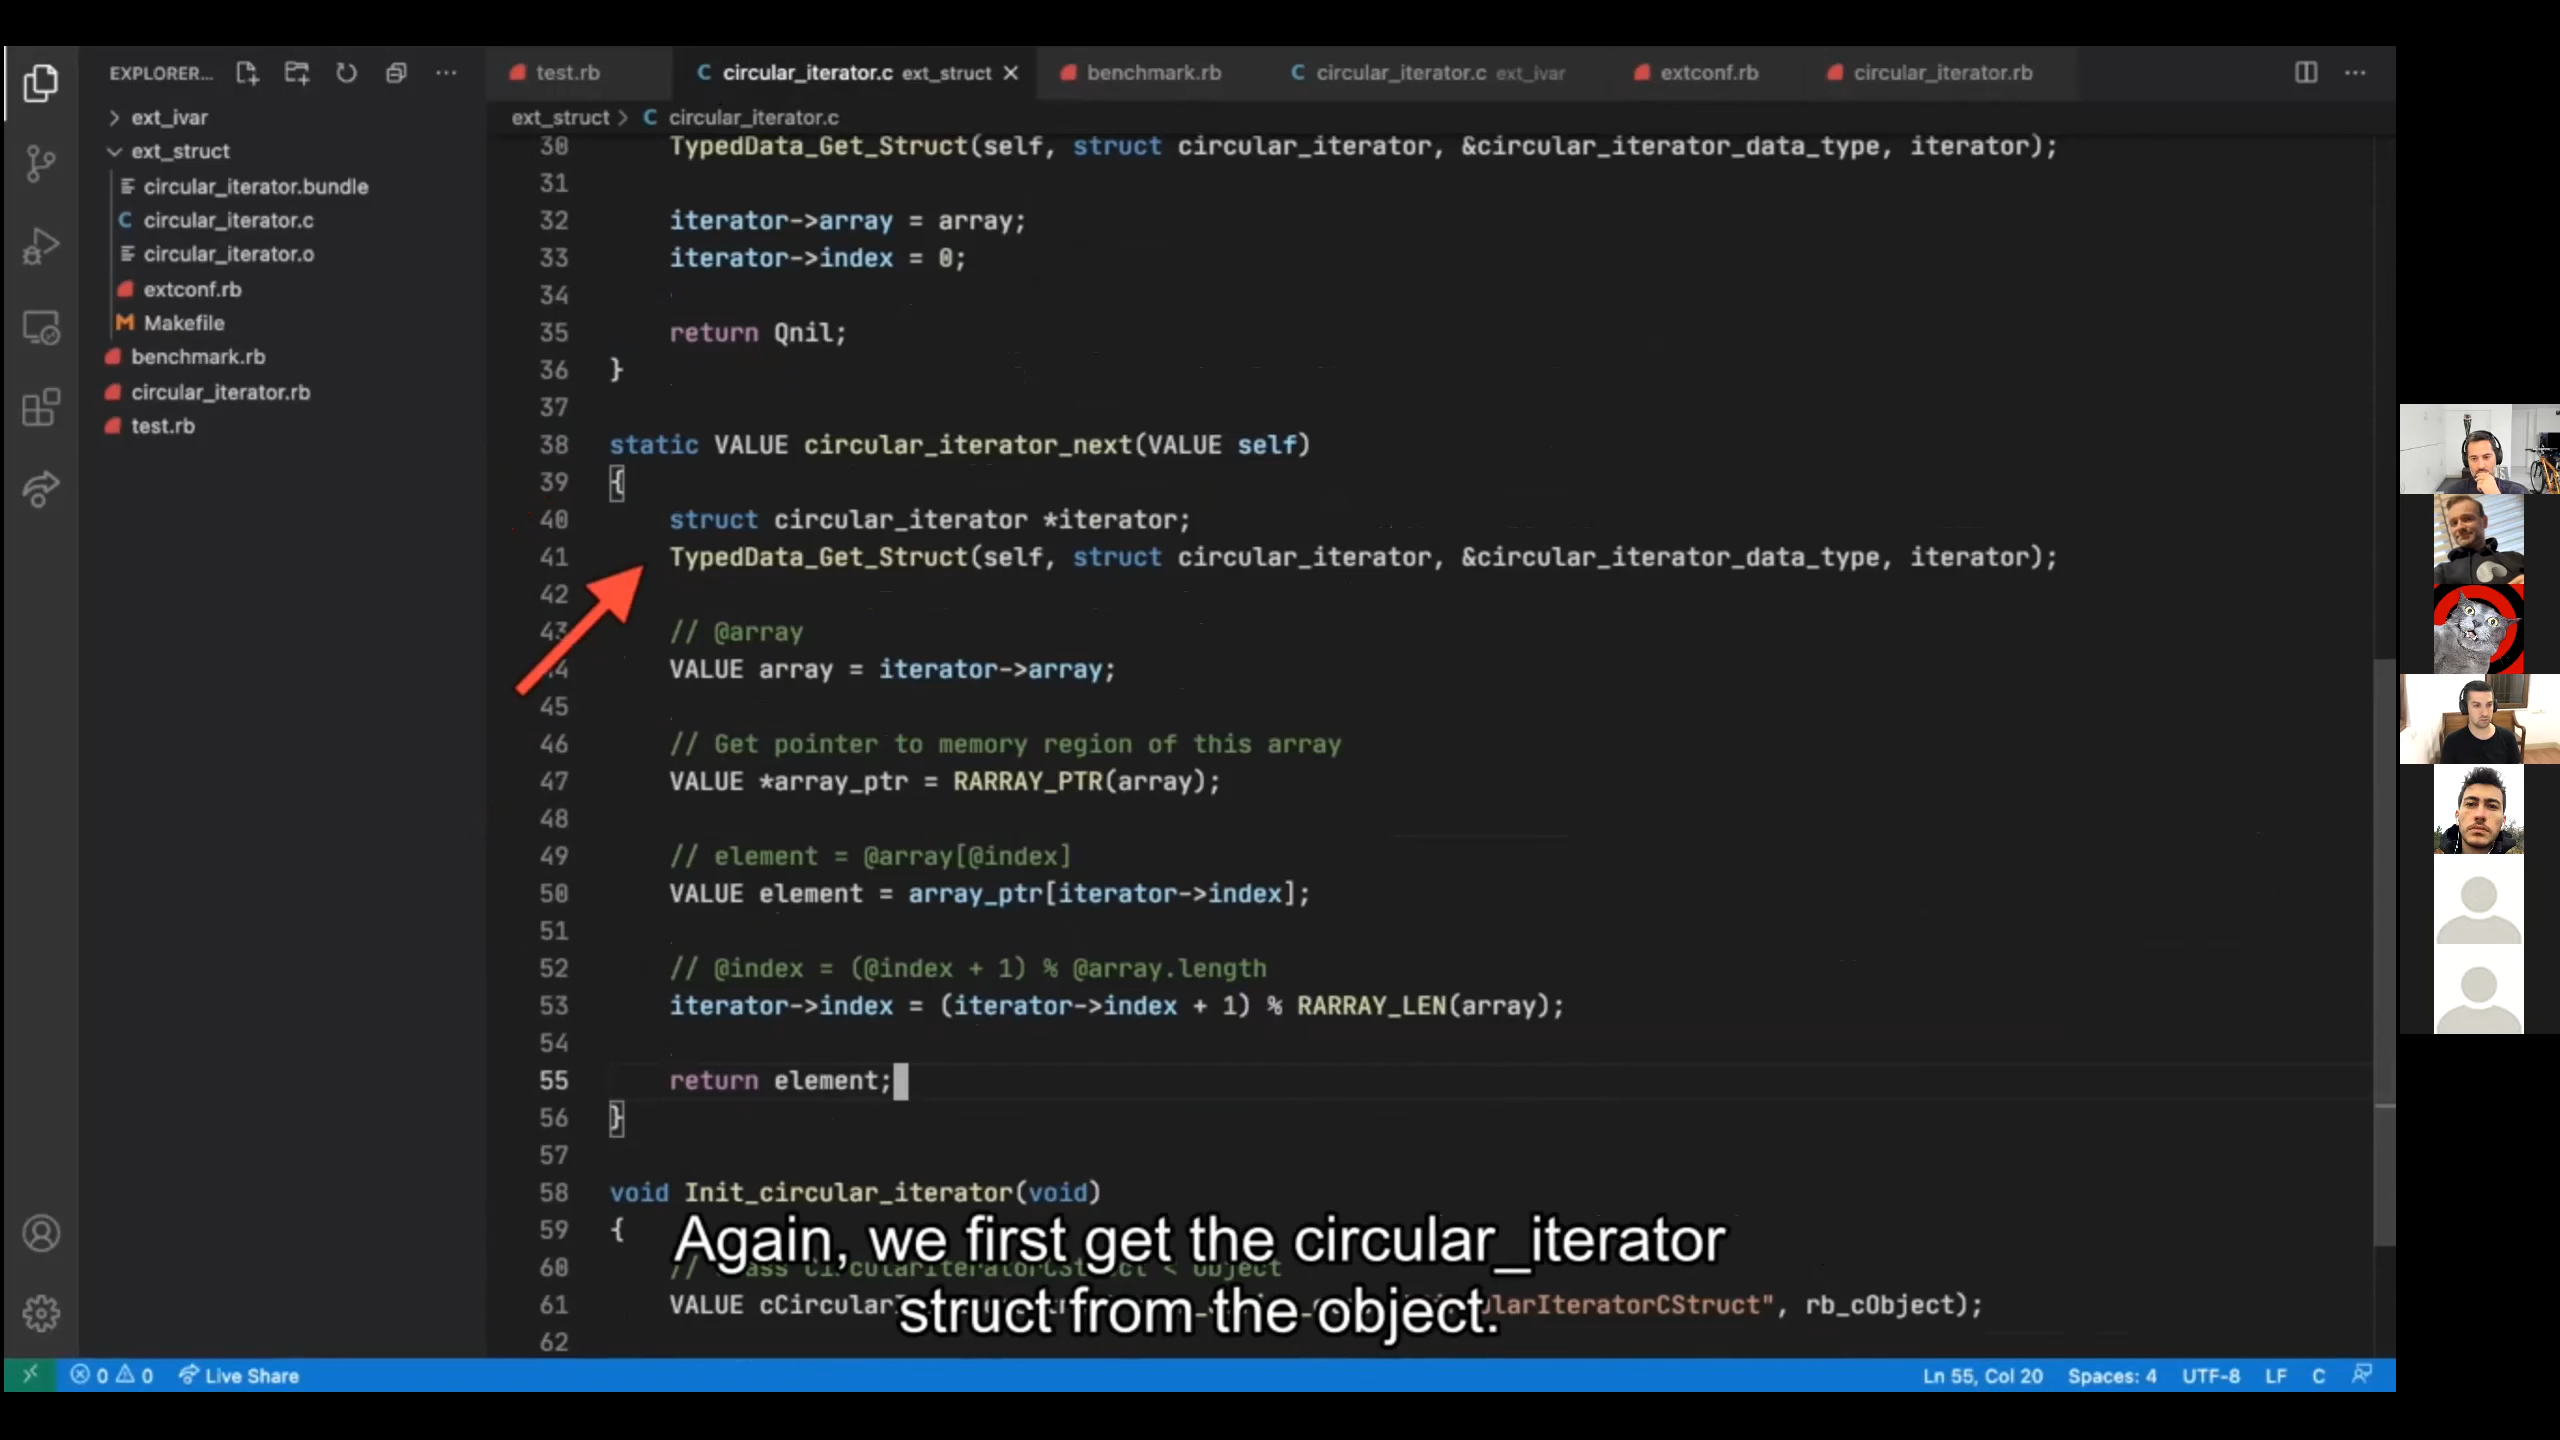 EXPLORER...
ext_ivar
ext_struct
circular_iterator.bundle
circular_iterator.c
circular_iterator.o
extconf.rb
Makefile
benchmark.rb
circular_iterator.rb
test.rb
test.rb
C circular_iterator.c ext_struct
benchmark.rb
C circular_iterator.c ext_ivar
extconf.rb
circular_iterator.rb
ext_struct > C circular_iterator.c
30 TypedData_Get_Struct(self, struct circular_iterator, &circular_iterator_data_type, iterator);
31
32 iterator->array = array;
33 iterator->index = 0;
34
35 return Qnil;
36 }
37
38 static VALUE circular_iterator_next(VALUE self)
39 {
40 struct circular_iterator *iterator;
41 TypedData_Get_Struct(self, struct circular_iterator, &circular_iterator_data_type, iterator);
42
43 // @array
44 VALUE array = iterator->array;
45
46 // Get pointer to memory region of this array
47 VALUE *array_ptr = RARRAY_PTR(array);
48
49 // element = @array[@index]
50 VALUE element = array_ptr[iterator->index];
51
52 // @index = (@index + 1) % @array.length
53 iterator->index = (iterator->index + 1) % RARRAY_LEN(array);
54
55 return element;
56 }
57
58 void Init_circular_iterator(void)
59 {
60 // CircularIteratorCStruct < Object
61 VALUE cCircular larIteratorCStruct", rb_cObject);
62
Again, we first get the circular_iterator
struct from the object.
0 0 Live Share
Ln 55, Col 20 Spaces: 4 UTF-8 LF C